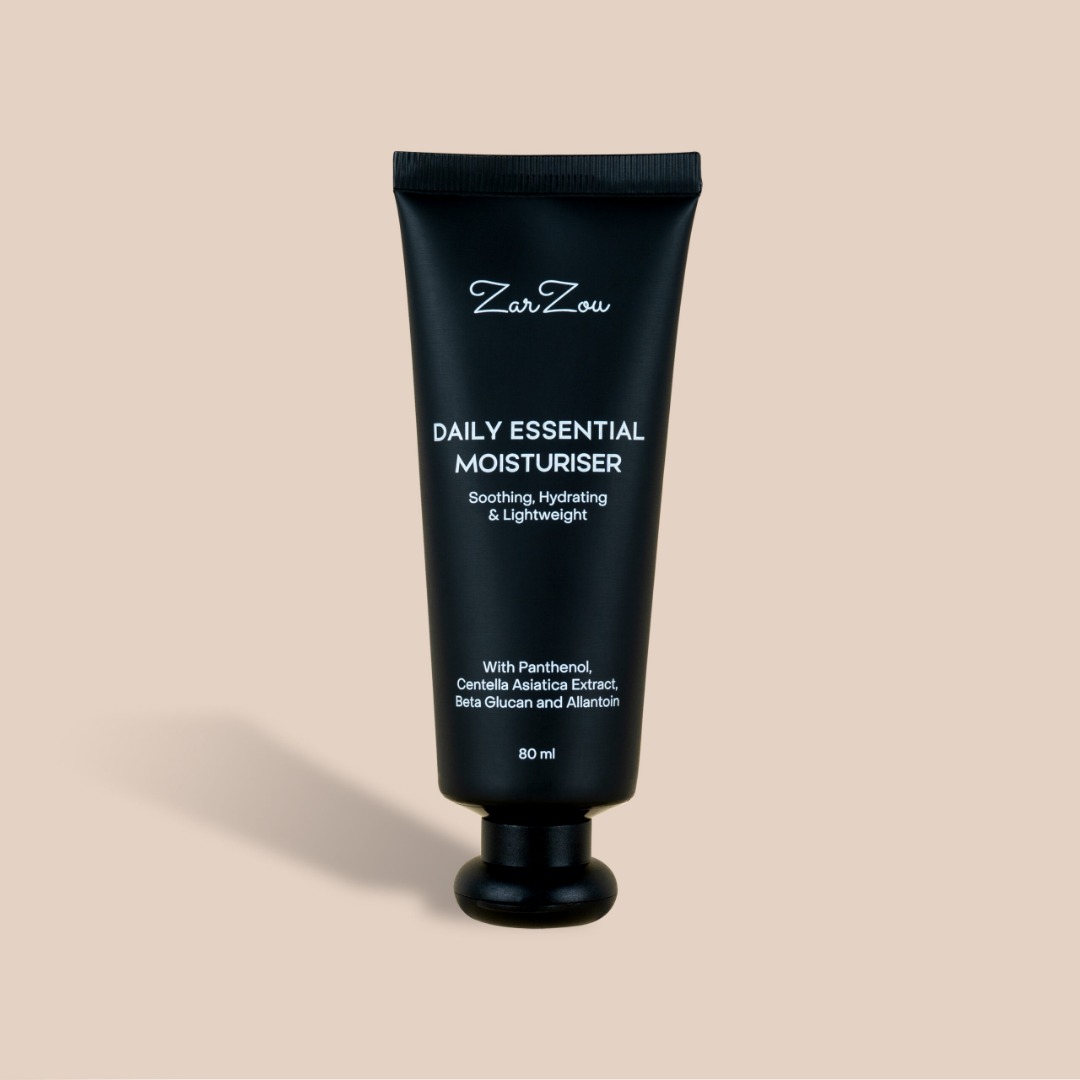 ZarZou
DAILY ESSENTIAL
MOISTURISER
Soothing, Hydrating
& Lightweight
With Panthenol,
Centella Asiatica Extract,
Beta Glucan and Allantoin
80 ml